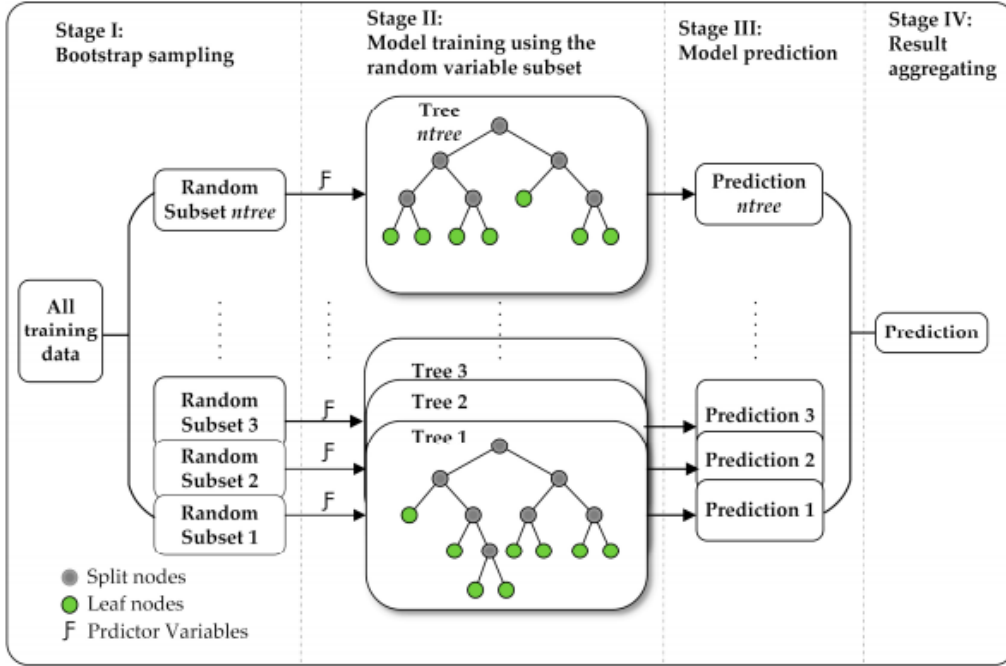 Stage I:
Bootstrap sampling
Stage II:
Model training using the
random variable subset
Stage III:
Model prediction
Stage IV:
Result
aggregating
Tree
ntree
Random
Subset ntree
Ƒ
Prediction
ntree
All
training
data
Prediction
Tree 3
Random
Subset 3
Ƒ
Tree 2
Prediction 3
Random
Subset 2
Ƒ
Tree 1
Prediction 2
Random
Subset 1
Ƒ
Prediction 1
Split nodes
Leaf nodes
Ƒ Prdictor Variables